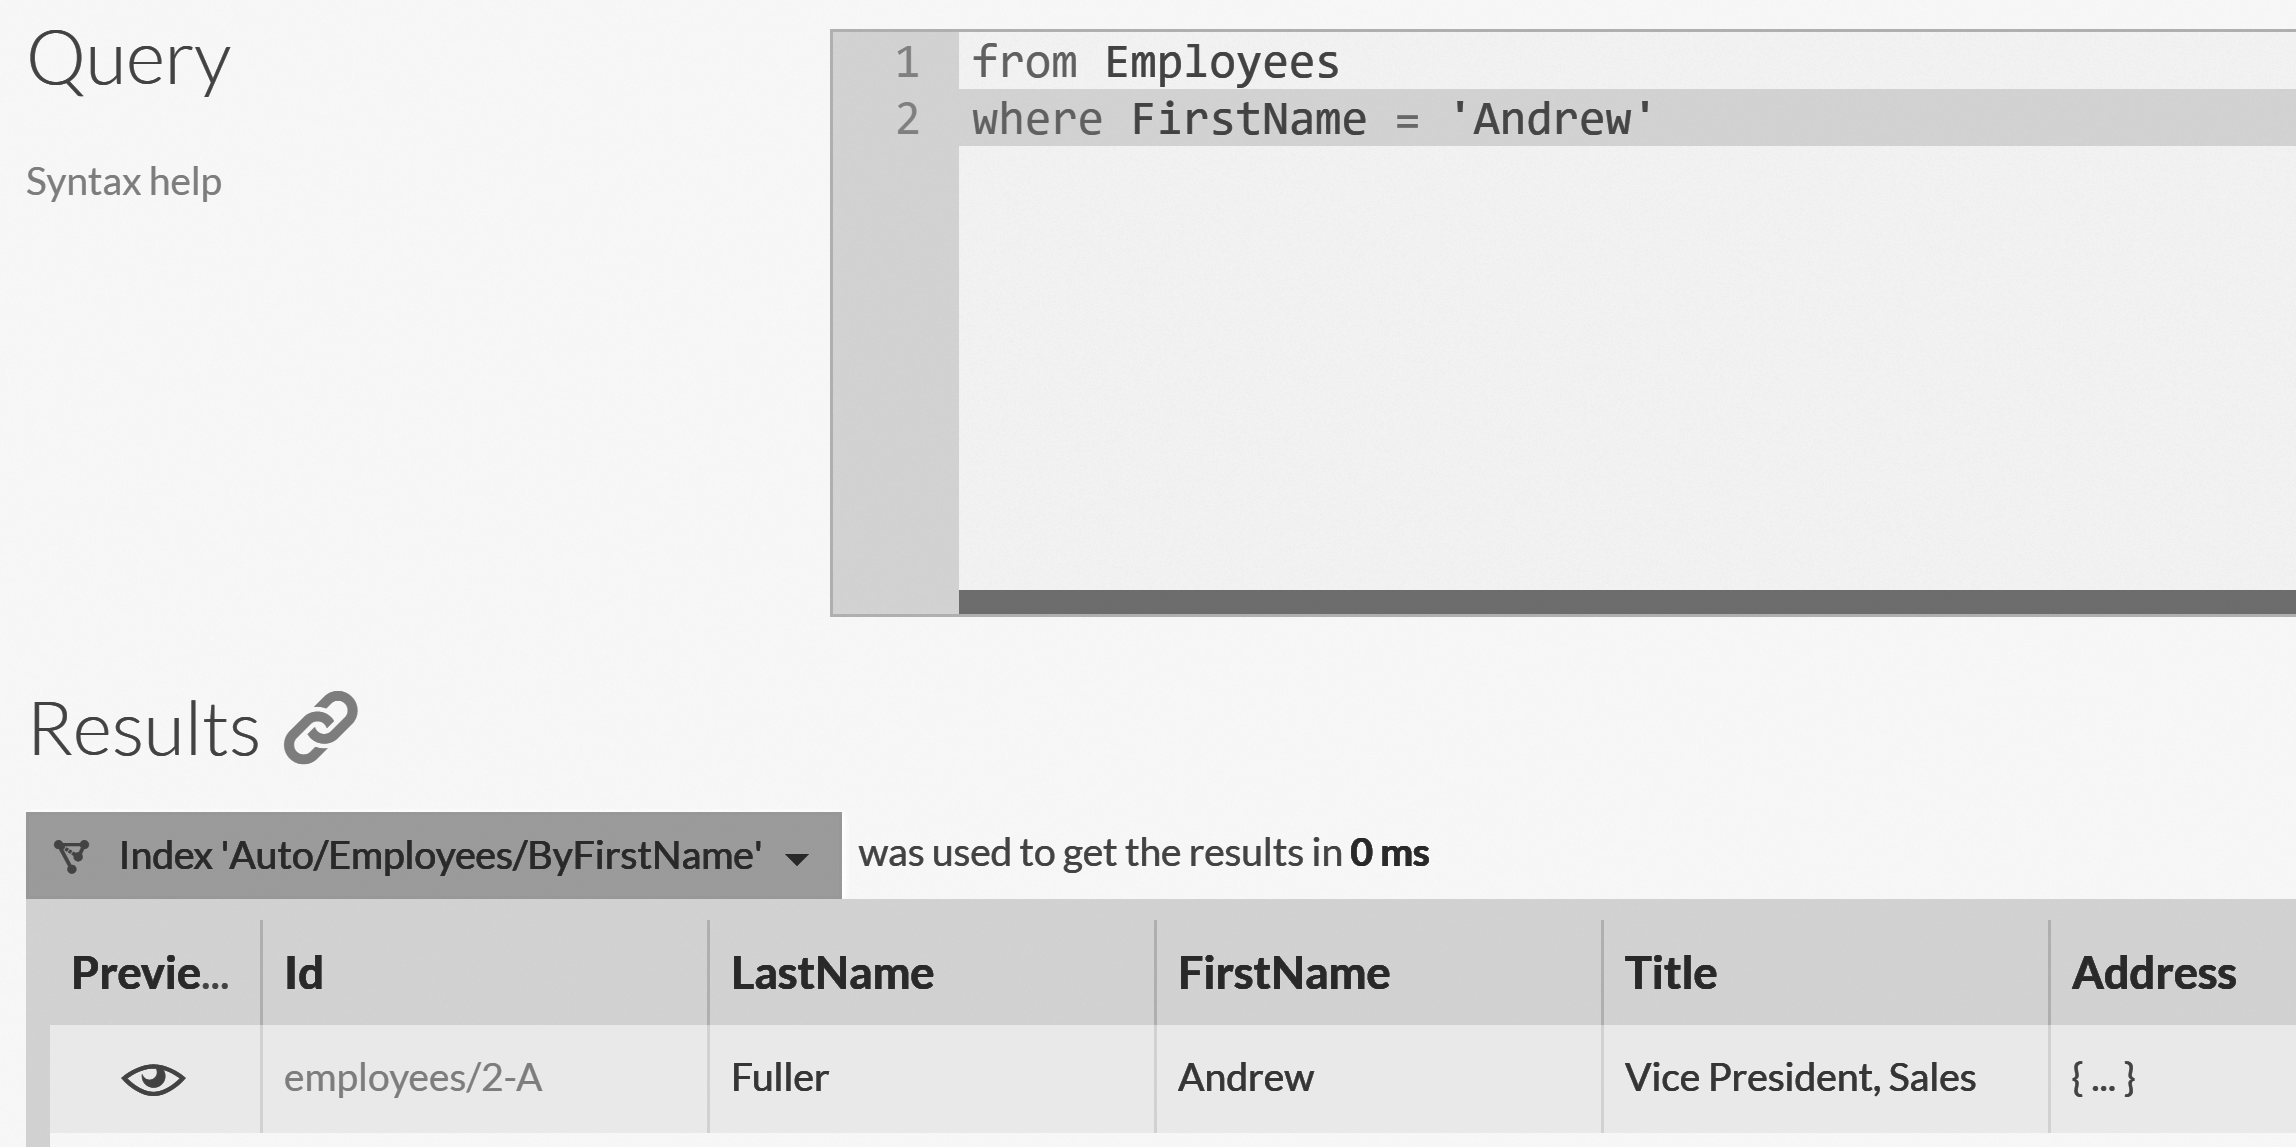 Query
Syntax help
1 from Employees
2 where FirstName = 'Andrew'
Results
Index 'Auto/Employees/ByFirstName' was used to get the results in 0 ms
Previe... Id LastName FirstName Title Address
employees/2-A Fuller Andrew Vice President, Sales { ... }